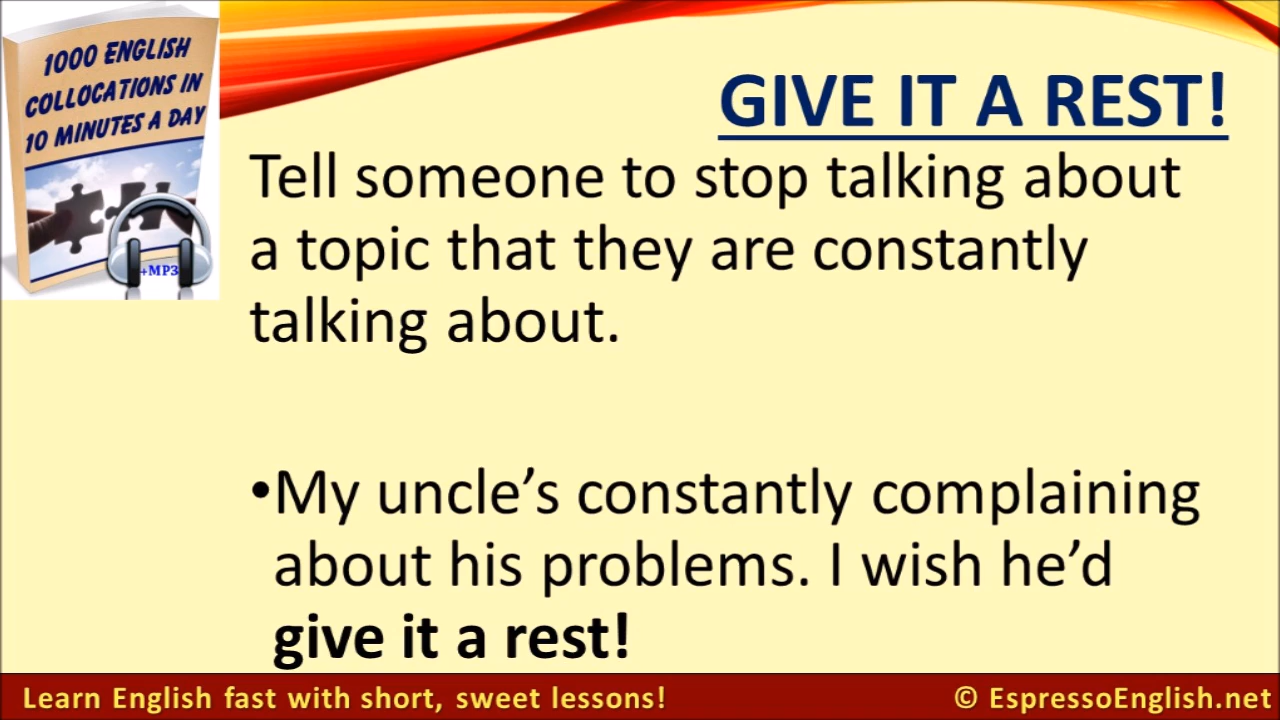 1000 ENGLISH
COLLOCATIONS IN
10 MINUTES A DAY
+MP3
GIVE IT A REST!
Tell someone to stop talking about
a topic that they are constantly
talking about.
•My uncle’s constantly complaining
about his problems. I wish he’d
give it a rest!
Learn English fast with short, sweet lessons!
© EspressoEnglish.net